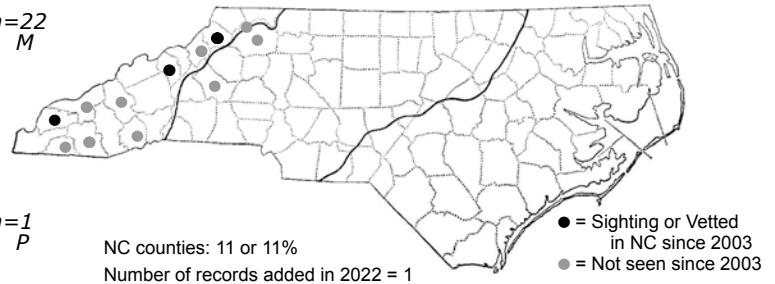 n=22
M
n=1
P
NC counties: 11 or 11%
Number of records added in 2022 = 1
● = Sighting or Vetted
in NC since 2003
● = Not seen since 2003